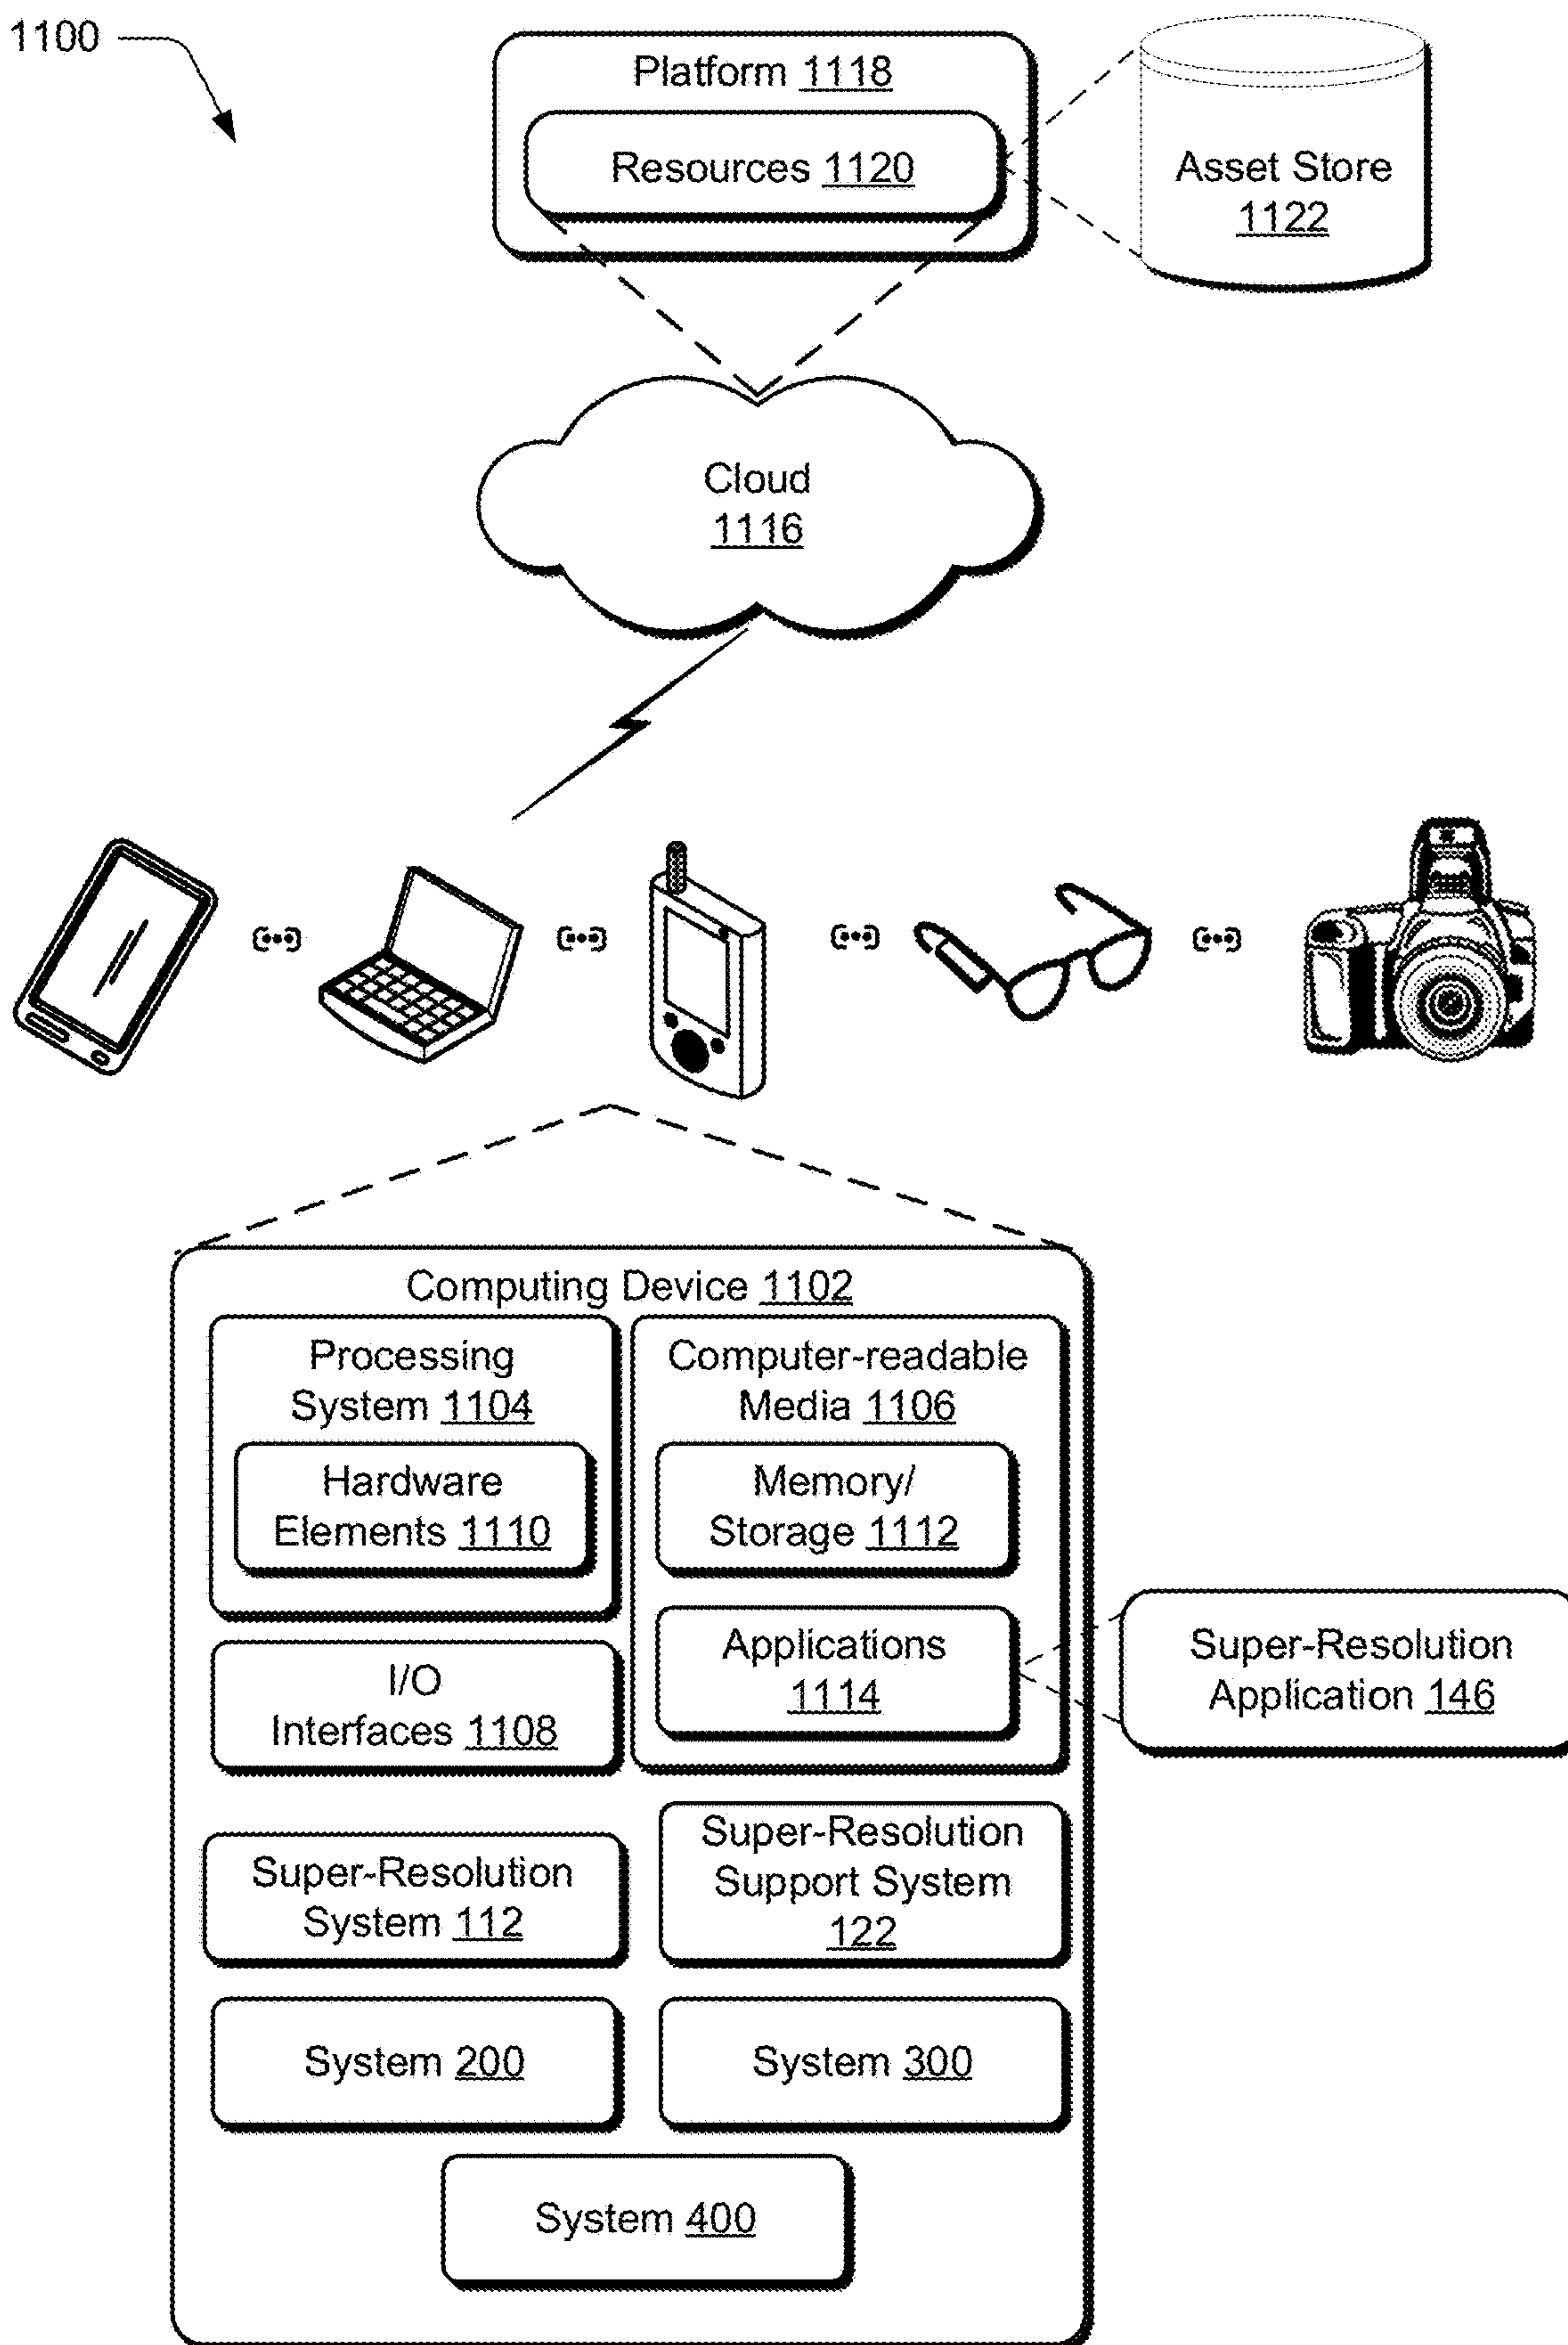 1100
Platform 1118
Resources 1120
Asset Store
1122
Cloud
1116
Computing Device 1102
Processing
System 1104
Hardware
Elements 1110
Computer-readable
Media 1106
Memory/
Storage 1112
Applications
1114
I/O
Interfaces 1108
Super-Resolution
Application 146
Super-Resolution
System 112
Super-Resolution
Support System
122
System 200
System 300
System 400